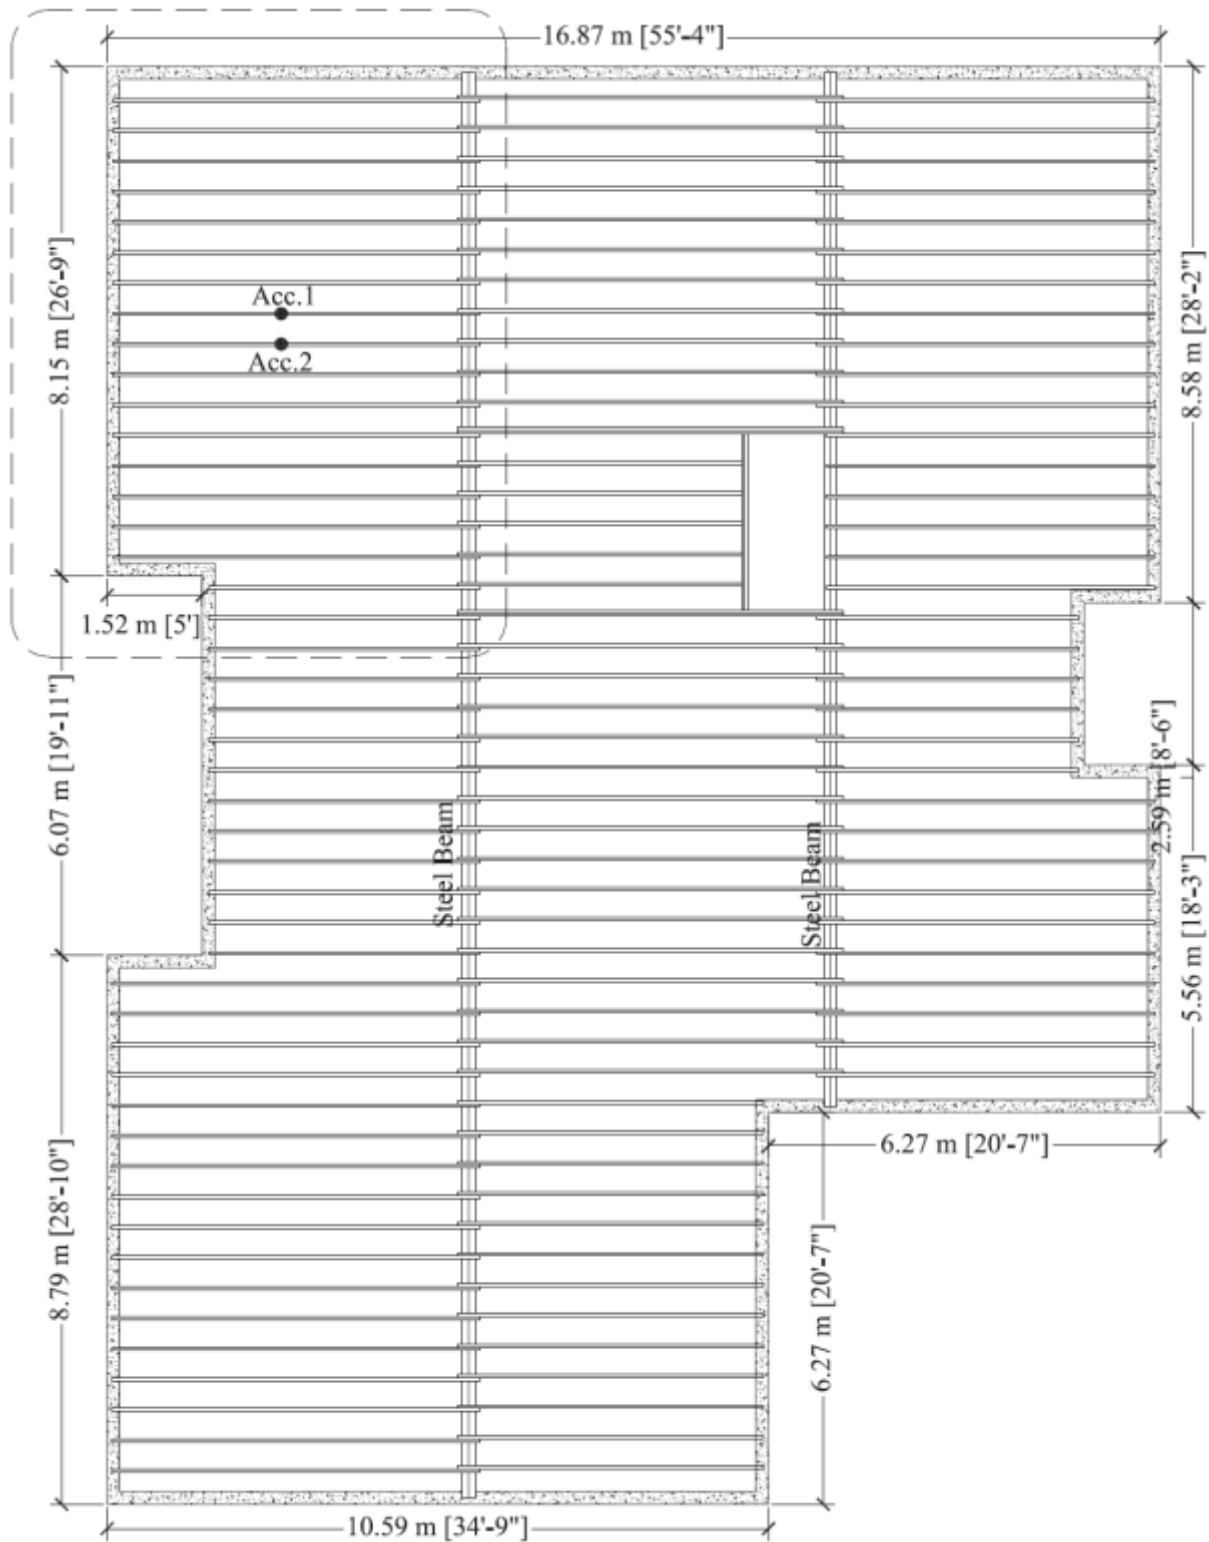 16.87 m [55'-4"]
8.15 m [26'-9"]
8.58 m [28'-2"]
Acc.1
Acc.2
1.52 m [5']
6.07 m [19'-11"]
2.59 m [8'-6"]
Steel Beam
Steel Beam
5.56 m [18'-3"]
6.27 m [20'-7"]
8.79 m [28'-10"]
6.27 m [20'-7"]
10.59 m [34'-9"]